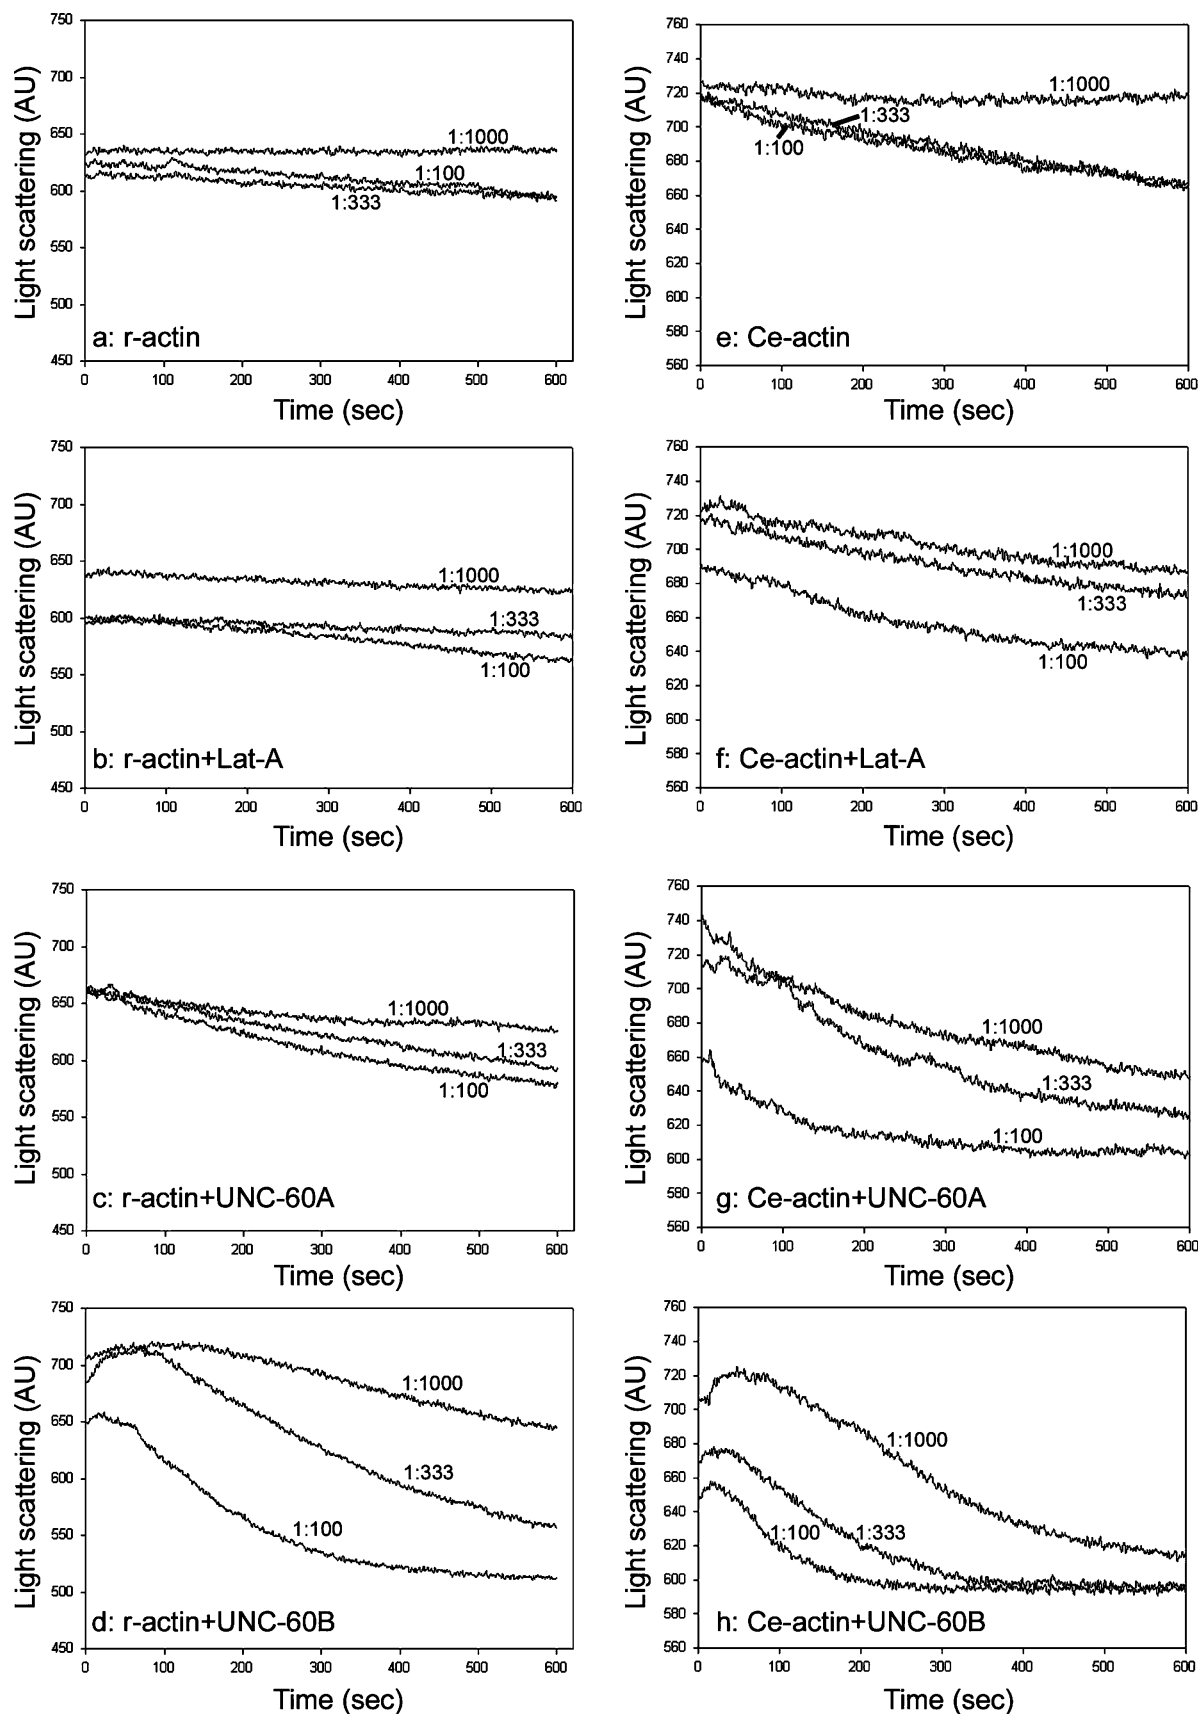 750
700
650
600
550
500
450
Light scattering (AU)
1:1000
1:100
1:333
a: r-actin
0 100 200 300 400 500 600
Time (sec)
760
740
720
700
680
660
640
620
600
580
560
Light scattering (AU)
1:1000
1:333
1:100
e: Ce-actin
0 100 200 300 400 500 600
Time (sec)
750
700
650
600
550
500
450
Light scattering (AU)
1:1000
1:333
1:100
b: r-actin+Lat-A
0 100 200 300 400 500 600
Time (sec)
760
740
720
700
680
660
640
620
600
580
560
Light scattering (AU)
1:1000
1:333
1:100
f: Ce-actin+Lat-A
0 100 200 300 400 500 600
Time (sec)
750
700
650
600
550
500
450
Light scattering (AU)
1:1000
1:333
1:100
c: r-actin+UNC-60A
0 100 200 300 400 500 600
Time (sec)
760
740
720
700
680
660
640
620
600
580
560
Light scattering (AU)
1:1000
1:333
1:100
g: Ce-actin+UNC-60A
0 100 200 300 400 500 600
Time (sec)
750
700
650
600
550
500
450
Light scattering (AU)
1:1000
1:333
1:100
d: r-actin+UNC-60B
0 100 200 300 400 500 600
Time (sec)
760
740
720
700
680
660
640
620
600
580
560
Light scattering (AU)
1:1000
1:100 1:333
h: Ce-actin+UNC-60B
0 100 200 300 400 500 600
Time (sec)